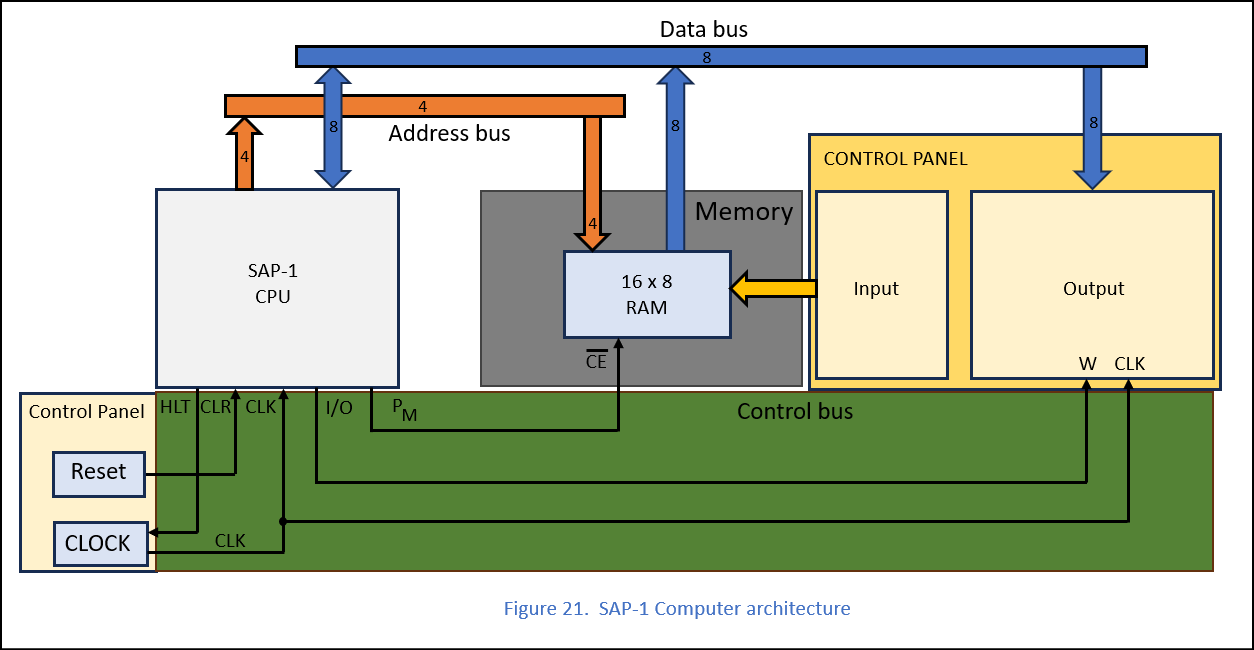 Data bus
8
4
Address bus
8
4
8
8
CONTROL PANEL
Memory
4
SAP-1
CPU
16 x 8
RAM
Input
Output
CE
W CLK
Control Panel
HLT CLR CLK I/O PM
Control bus
Reset
CLOCK
CLK
Figure 21. SAP-1 Computer architecture